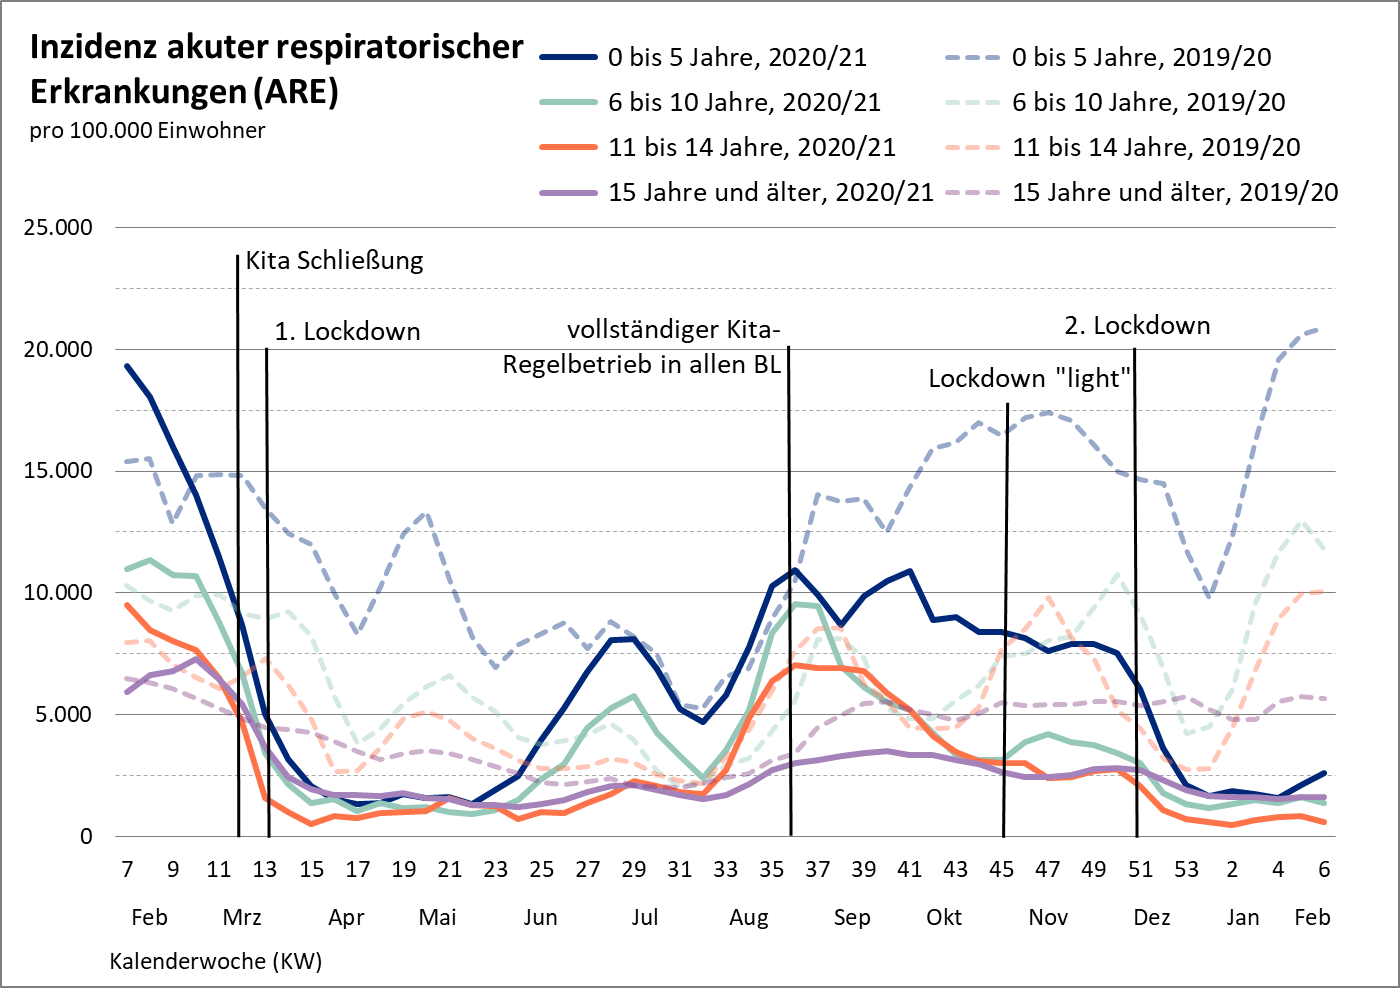 Inzidenz akuter respiratorischer
Erkrankungen (ARE)
pro 100.000 Einwohner
0 bis 5 Jahre, 2020/21
0 bis 5 Jahre, 2019/20
6 bis 10 Jahre, 2020/21
6 bis 10 Jahre, 2019/20
11 bis 14 Jahre, 2020/21
11 bis 14 Jahre, 2019/20
15 Jahre und älter, 2020/21
15 Jahre und älter, 2019/20
25.000
20.000
15.000
10.000
5.000
0
Kita Schließung
1. Lockdown
vollständiger Kita-
Regelbetrieb in allen BL
Lockdown "light"
2. Lockdown
7 9 11 13 15 17 19 21 23 25 27 29 31 33 35 37 39 41 43 45 47 49 51 53 2 4 6
Feb Mrz Apr Mai Jun Jul Aug Sep Okt Nov Dez Jan Feb
Kalenderwoche (KW)